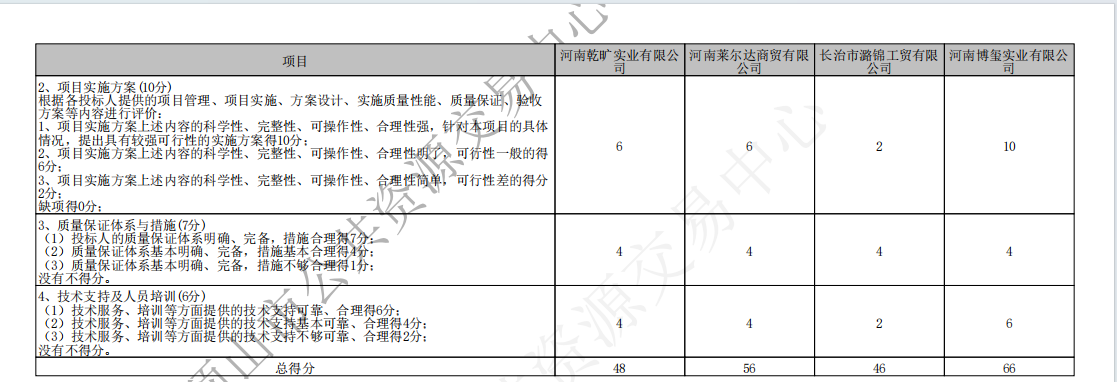 项目
河南乾旷实业有限公
司
河南莱尔达商贸有限
公司
长治市潞锦工贸有限
公司
河南博玺实业有限公
司
2、项目实施方案(10分)
根据各投标人提供的项目管理、项目实施、方案设计、实施质量性能、质量保证、验收
方案等内容进行评价:
1、项目实施方案上述内容的科学性、完整性、可操作性、合理性强，针对本项目的具体
情况，提出具有较强可行性的实施方案得10分;
2、项目实施方案上述内容的科学性、完整性、可操作性、合理性明了，可行性一般的得
6分;
3、项目实施方案上述内容的科学性、完整性、可操作性、合理性简单，可行性差的得分
2分;
缺项得0分;
6
6
2
10
3、质量保证体系与措施(7分)
（1）投标人的质量保证体系明确、完备，措施合理得7分;
（2）质量保证体系基本明确、完备，措施基本合理得4分;
（3）质量保证体系基本明确、完备，措施不够合理得1分;
没有不得分。
4
4
4
4
4、技术支持及人员培训(6分)
（1）技术服务、培训等方面提供的技术支持可靠、合理得6分;
（2）技术服务、培训等方面提供的技术支持基本可靠、合理得4分;
（3）技术服务、培训等方面提供的技术支持不够可靠、合理得2分;
没有不得分。
4
4
2
6
总得分
48
56
46
66
山市公共资源交易中心
资源交易中心